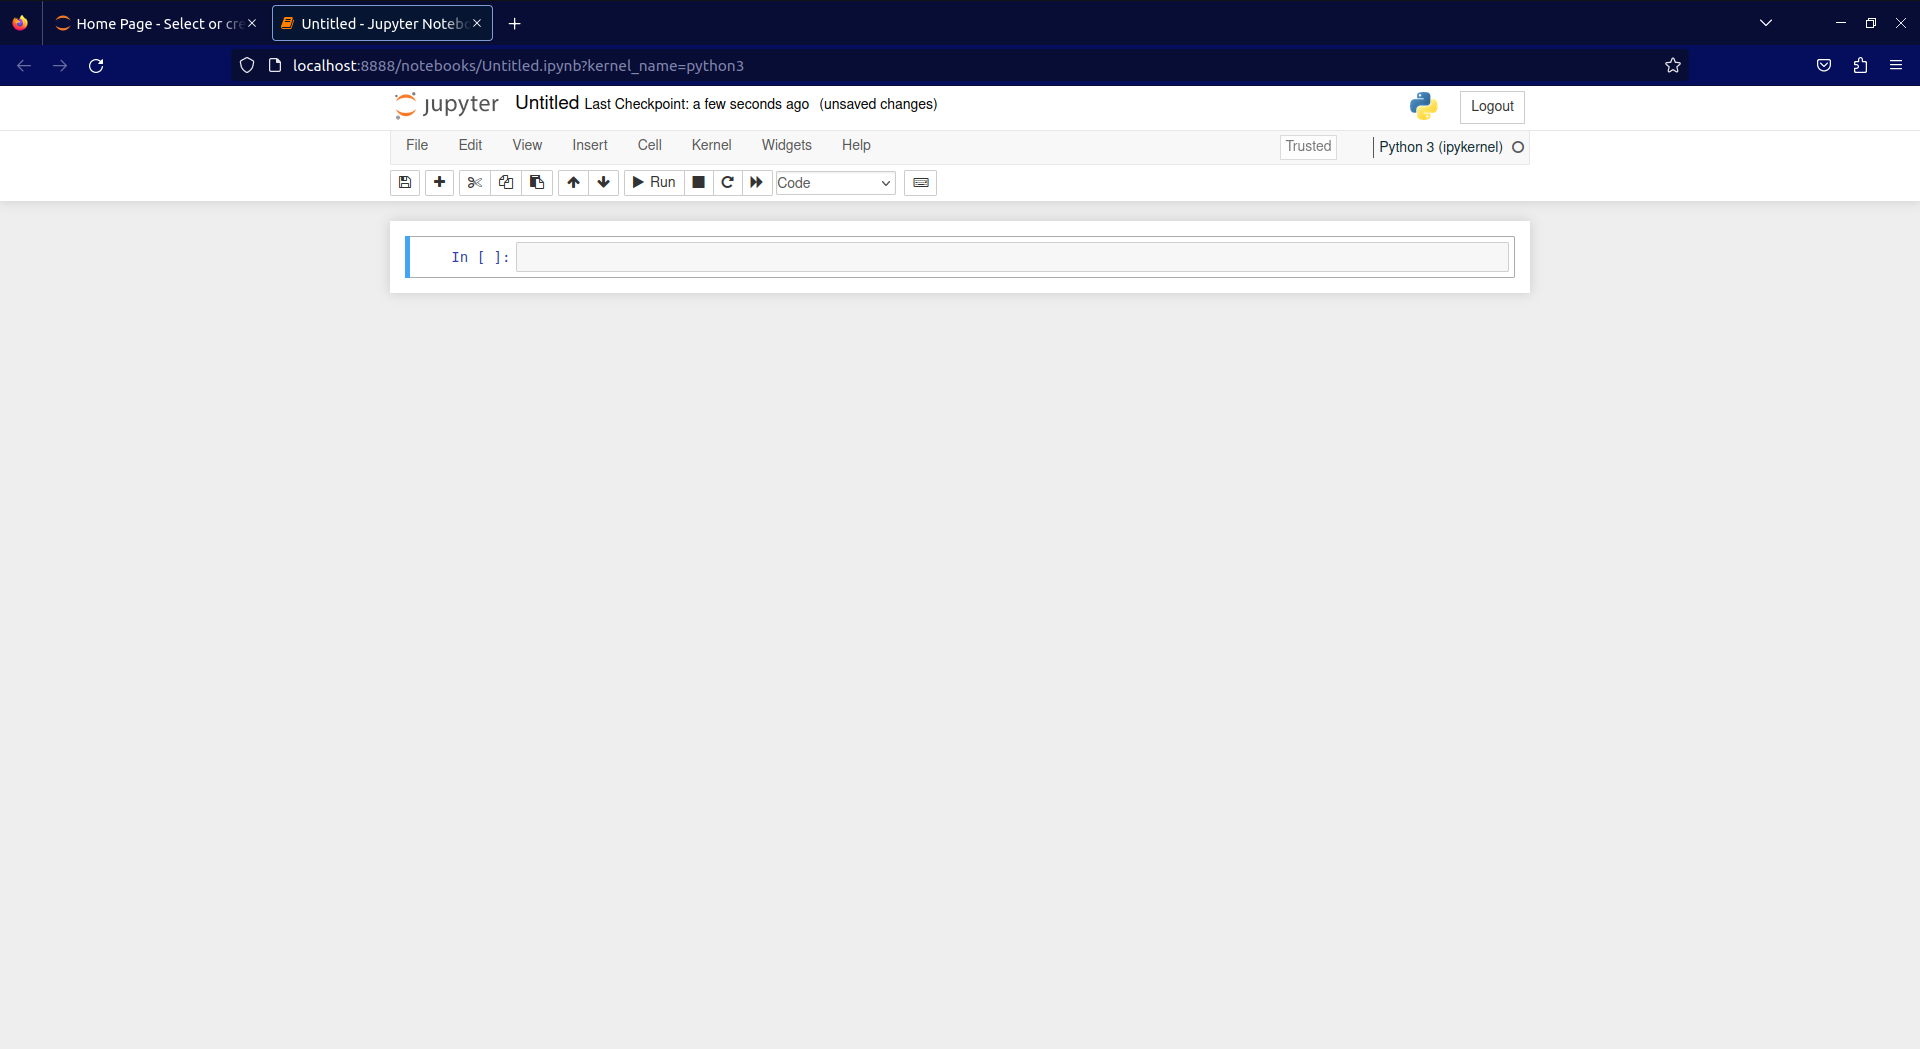 Home Page - Select or cre
Untitled - Jupyter Notebo
localhost:8888/notebooks/Untitled.ipynb?kernel_name=python3
jupyter Untitled Last Checkpoint: a few seconds ago (unsaved changes)
Logout
File Edit View Insert Cell Kernel Widgets Help
Trusted
Python 3 (ipykernel)
Run
Code
In [ ]: